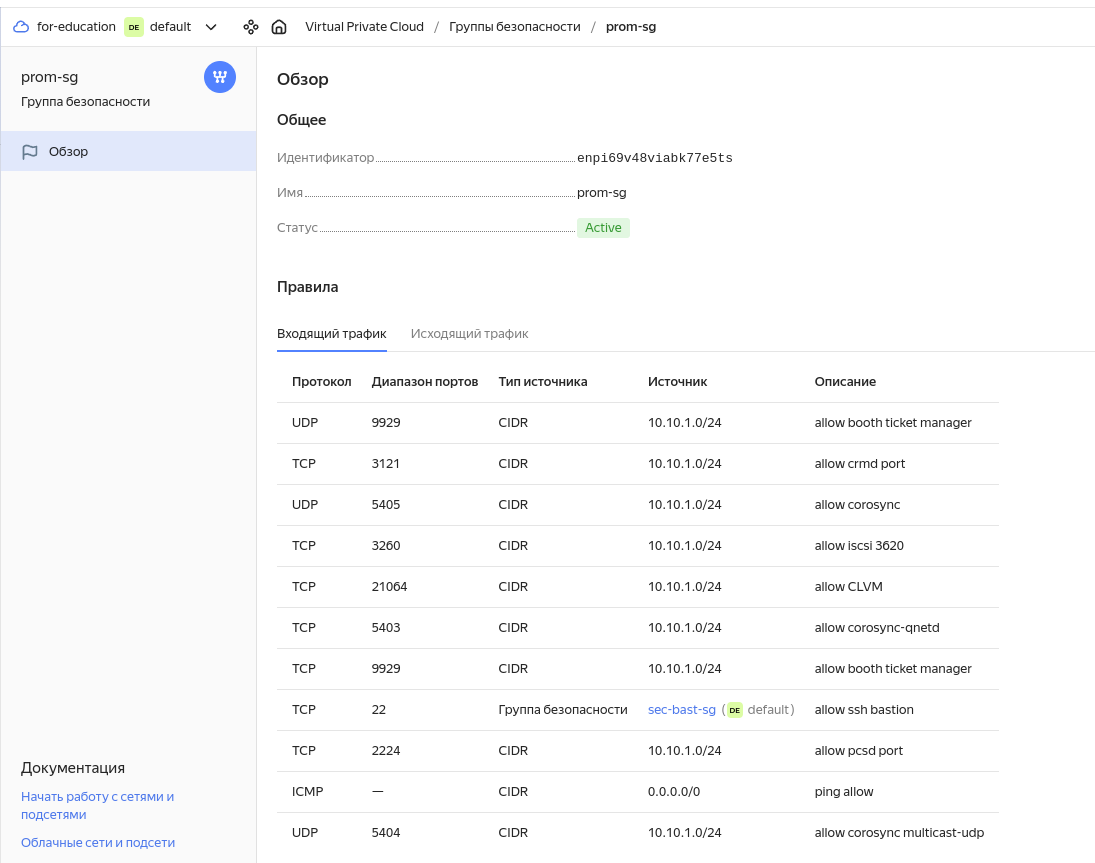 for-education DE default Virtual Private Cloud / Группы безопасности / prom-sg
prom-sg
Группа безопасности
Обзор
Документация
Начать работу с сетями и
подсетями
Облачные сети и подсети
Обзор
Общее
Идентификатор enpi69v48viabk77e5ts
Имя prom-sg
Статус Active
Правила
Входящий трафик Исходящий трафик
Протокол Диапазон портов Тип источника Источник Описание
UDP 9929 CIDR 10.10.1.0/24 allow booth ticket manager
TCP 3121 CIDR 10.10.1.0/24 allow crmd port
UDP 5405 CIDR 10.10.1.0/24 allow corosync
TCP 3260 CIDR 10.10.1.0/24 allow iscsi 3620
TCP 21064 CIDR 10.10.1.0/24 allow CLVM
TCP 5403 CIDR 10.10.1.0/24 allow corosync-qnetd
TCP 9929 CIDR 10.10.1.0/24 allow booth ticket manager
TCP 22 Группа безопасности sec-bast-sg (DE default) allow ssh bastion
TCP 2224 CIDR 10.10.1.0/24 allow pcsd port
ICMP — CIDR 0.0.0.0/0 ping allow
UDP 5404 CIDR 10.10.1.0/24 allow corosync multicast-udp